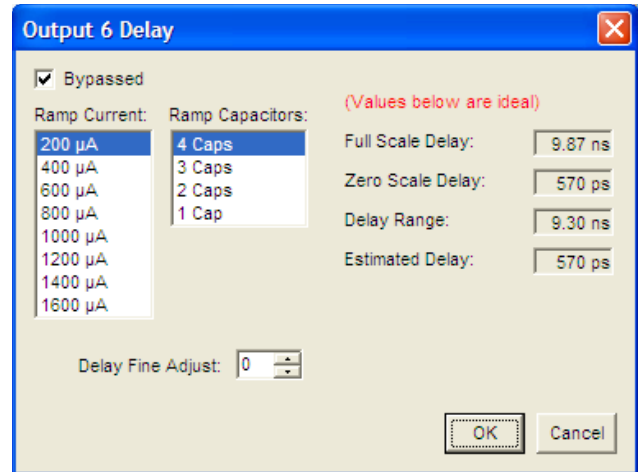 Output 6 Delay
Bypassed
Ramp Current:
200 µA
400 µA
600 µA
800 µA
1000 µA
1200 µA
1400 µA
1600 µA
Ramp Capacitors:
4 Caps
3 Caps
2 Caps
1 Cap
(Values below are ideal)
Full Scale Delay: 9.87 ns
Zero Scale Delay: 570 ps
Delay Range: 9.30 ns
Estimated Delay: 570 ps
Delay Fine Adjust: 0
OK Cancel